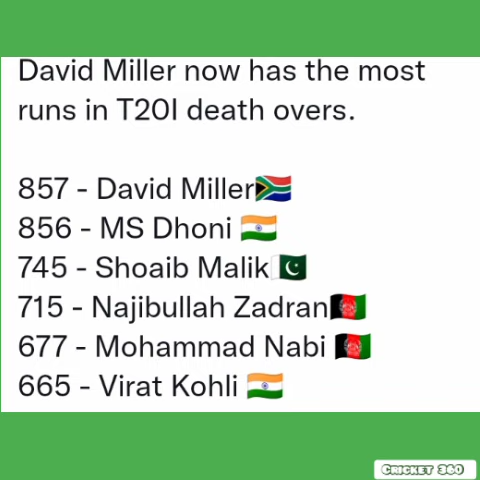 David Miller now has the most
runs in T20I death overs.
857 - David Miller🇿🇦
856 - MS Dhoni 🇮🇳
745 - Shoaib Malik🇵🇰
715 - Najibullah Zadran🇦🇫
677 - Mohammad Nabi 🇦🇫
665 - Virat Kohli 🇮🇳
CRICKET 360